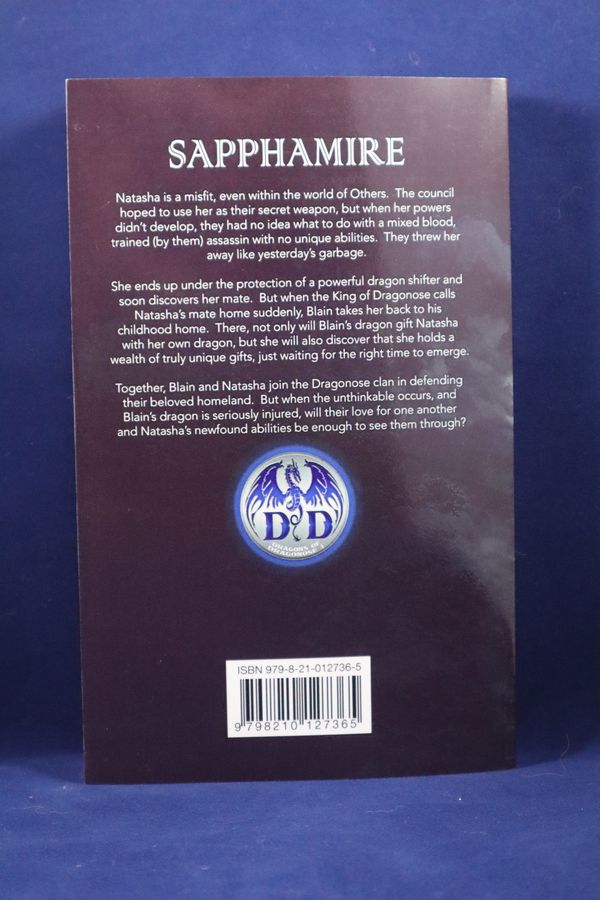 SAPPHAMIRE
Natasha is a misfit, even within the world of Others. The council
hoped to use her as their secret weapon, but when her powers
didn't develop, they had no idea what to do with a mixed blood,
trained (by them) assassin with no unique abilities. They threw her
away like yesterday's garbage.
She ends up under the protection of a powerful dragon shifter and
soon discovers her mate. But when the King of Dragonose calls
Natasha's mate home suddenly, Blain takes her back to his
childhood home. There, not only will Blain's dragon gift Natasha
with her own dragon, but she will also discover that she holds a
wealth of truly unique gifts, just waiting for the right time to emerge.
Together, Blain and Natasha join the Dragonose clan in defending
their beloved homeland. But when the unthinkable occurs, and
Blain's dragon is seriously injured, will their love for one another
and Natasha's newfound abilities be enough to see them through?
D D
DRAGONS OF
DRAGONOSE
ISBN 979-8-21-012736-5
9 798210 127365